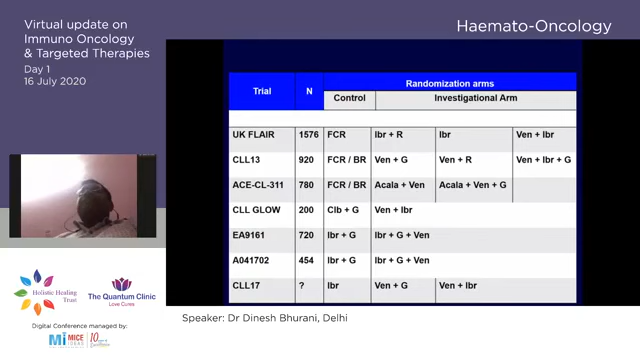 Virtual update on
Immuno Oncology
& Targeted Therapies
Day 1
16 July 2020
Haemato-Oncology
Trial N Randomization arms
Control Investigational Arm
UK FLAIR 1576 FCR Ibr + R Ibr Ven + Ibr
CLL13 920 FCR / BR Ven + G Ven + R Ven + Ibr + G
ACE-CL-311 780 FCR / BR Acala + Ven Acala + Ven + G
CLL GLOW 200 Clb + G Ven + Ibr
EA9161 720 Ibr + G Ibr + G + Ven
A041702 454 Ibr + G Ibr + G + Ven
CLL17 ? Ibr Ven + G Ven + Ibr
Holistic Healing
Trust
The Quantum Clinic
Love Cures
Digital Conference managed by:
MICE
10
Speaker: Dr Dinesh Bhurani, Delhi